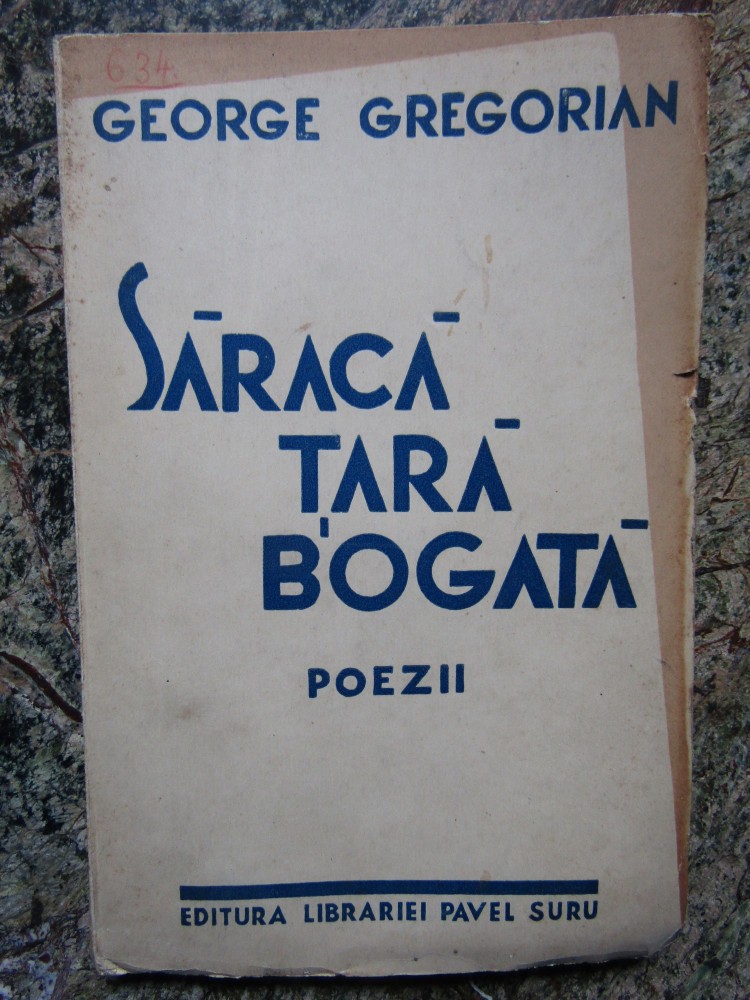 634.
GEORGE GREGORIAN
SĂRACĂ
ȚARĂ
BOGATĂ
POEZII
EDITURA LIBRARIEI PAVEL SURU